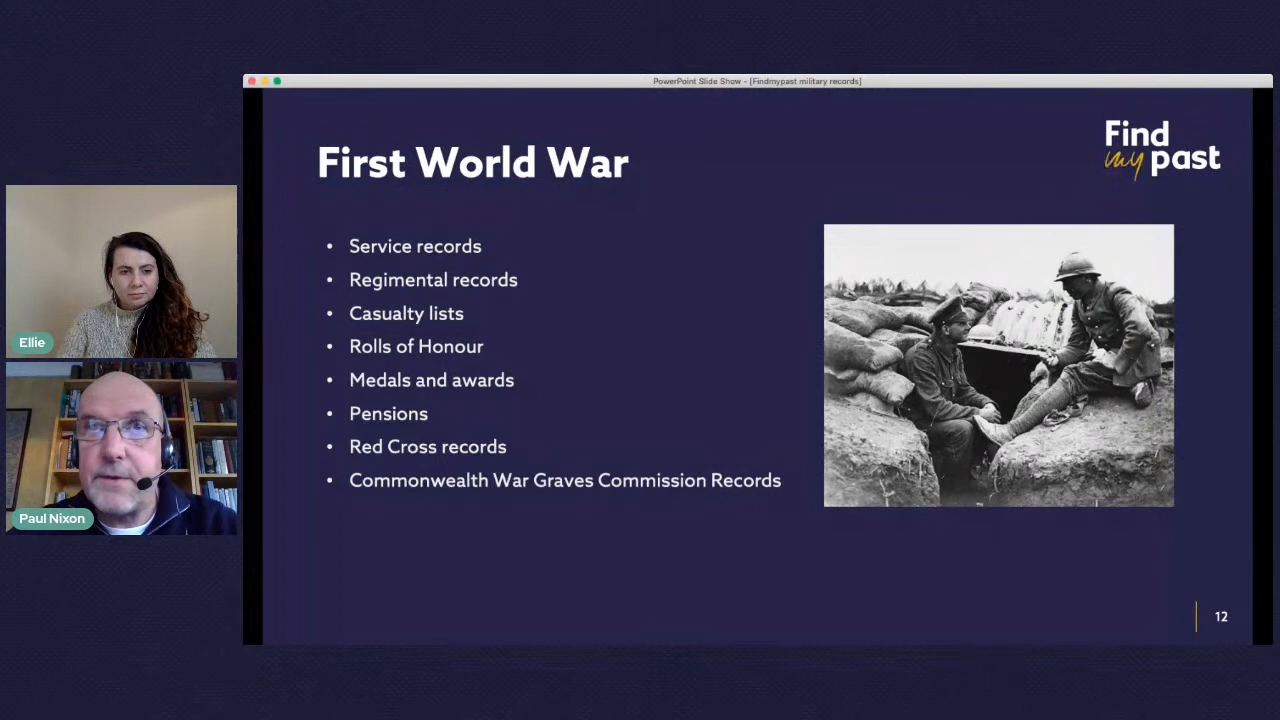 PowerPoint Slide Show - [Findmypast military records]
Find
my past
First World War
• Service records
• Regimental records
• Casualty lists
• Rolls of Honour
• Medals and awards
• Pensions
• Red Cross records
• Commonwealth War Graves Commission Records
Ellie
Paul Nixon
12